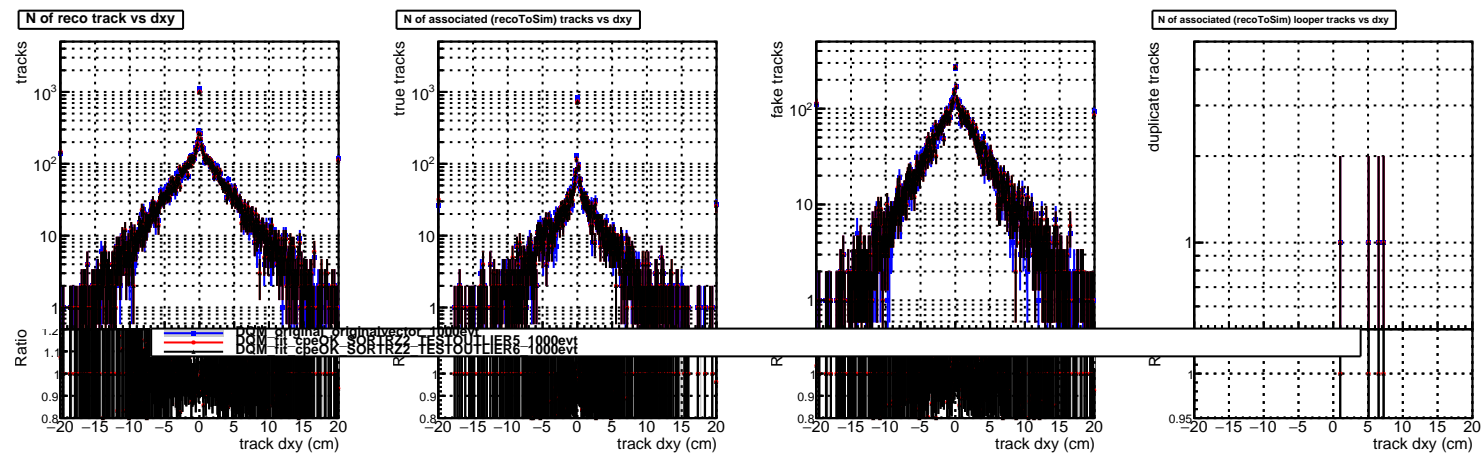 N of reco track vs dxy
N of associated (recoToSim) tracks vs dxy
N of associated (recoToSim) looper tracks vs dxy
tracks
10³
10²
10
1
true tracks
10³
10²
10
1
fake tracks
10²
10
1
duplicate tracks
1
DQM_original_originalvector_1000evt
DQM_fit_cpeOK_SORTRZ2_TESTOUTLIER5_1000evt
DQM_fit_cpeOK_SORTRZ2_TESTOUTLIER6_1000evt
Ratio
1.2
1.1
1
0.9
0.8
−20 −15 −10 −5 0 5 10 15 20
track dxy (cm)
1
0.9
0.8
−20 −15 −10 −5 0 5 10 15 20
track dxy (cm)
1
0.9
0.8
−20 −15 −10 −5 0 5 10 15 20
track dxy (cm)
1
0.95
−20 −15 −10 −5 0 5 10 15 20
track dxy (cm)